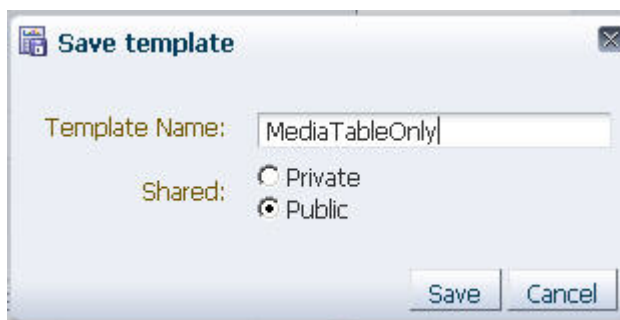 Save template
Template Name: MediaTableOnly
Shared: Private
Public
Save Cancel